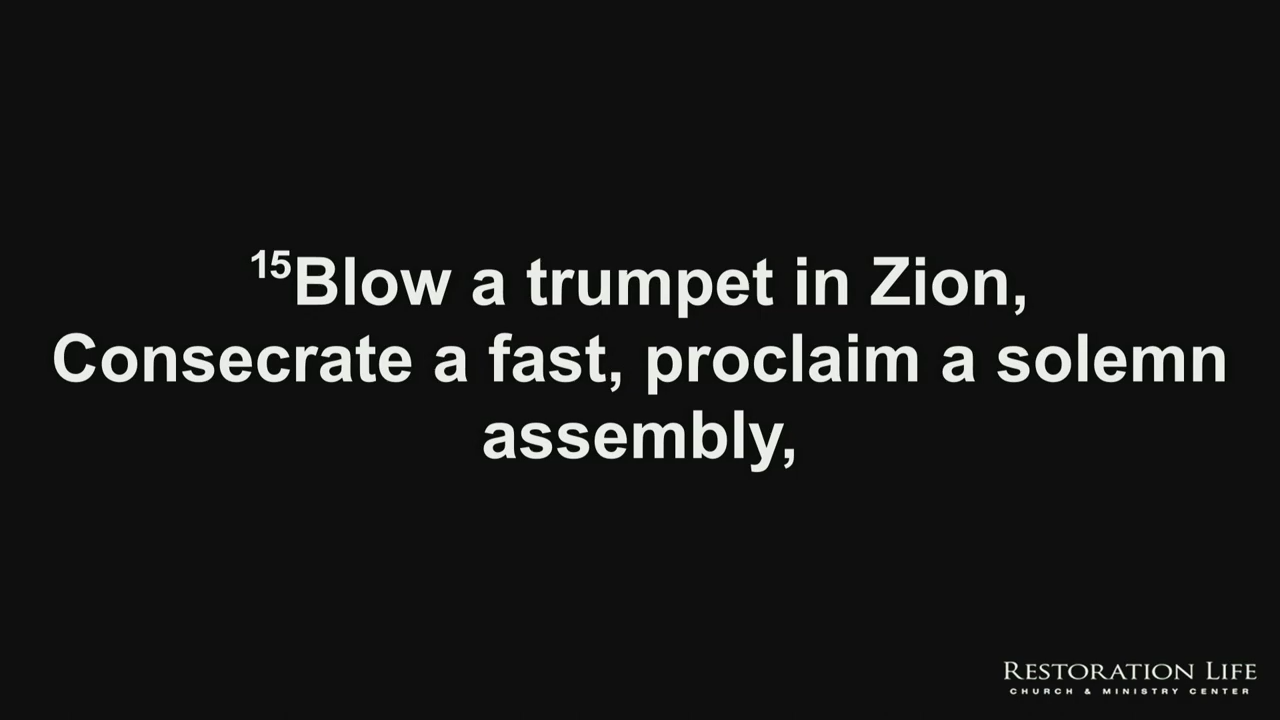 15Blow a trumpet in Zion,
Consecrate a fast, proclaim a solemn
assembly,
RESTORATION LIFE
CHURCH & MINISTRY CENTER